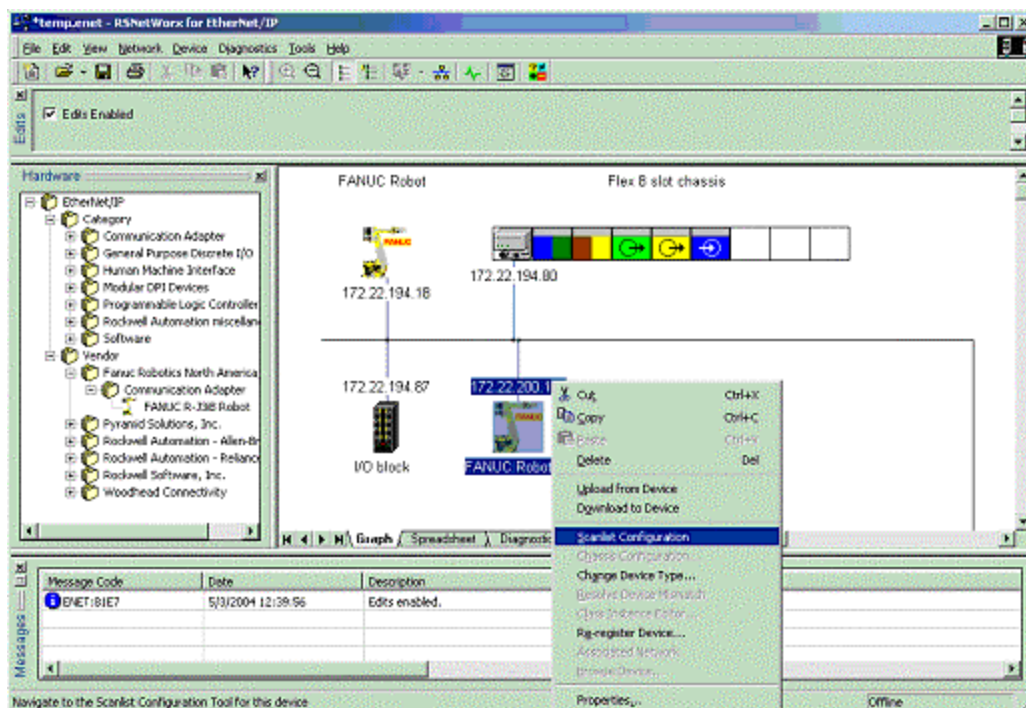 *temp.enet - RSNetWorx for EtherNet/IP
File Edit View Network Device Diagnostics Tools Help
Edits
Edits Enabled
Hardware
EtherNet/IP
Category
Communication Adapter
General Purpose Discrete I/O
Human Machine Interface
Modular DPI Devices
Programmable Logic Controller
Rockwell Automation miscellan
Software
Vendor
Fanuc Robotics North America
Communication Adapter
FANUC R-J3iB Robot
Pyramid Solutions, Inc.
Rockwell Automation - Allen-Br
Rockwell Automation - Reliance
Rockwell Software, Inc.
Woodhead Connectivity
FANUC Robot
Flex 8 slot chassis
FANUC
172.22.194.18
172.22.194.80
172.22.194.87
172.22.200.1
FANUC
I/O block
FANUC Robot
Cut Ctrl+X
Copy Ctrl+C
Paste Ctrl+V
Delete Del
Upload from Device
Download to Device
Scanlist Configuration
Chassis Configuration...
Change Device Type...
Resolve Device Mismatch
Class Instance Editor...
Re-register Device...
Associated Network
Browse Device...
Properties...
Graph Spreadsheet Diagnostic
Messages
Message Code Date Description
ENET:81E7 5/3/2004 12:39:56 Edits enabled.
Navigate to the Scanlist Configuration Tool for this device
Offline